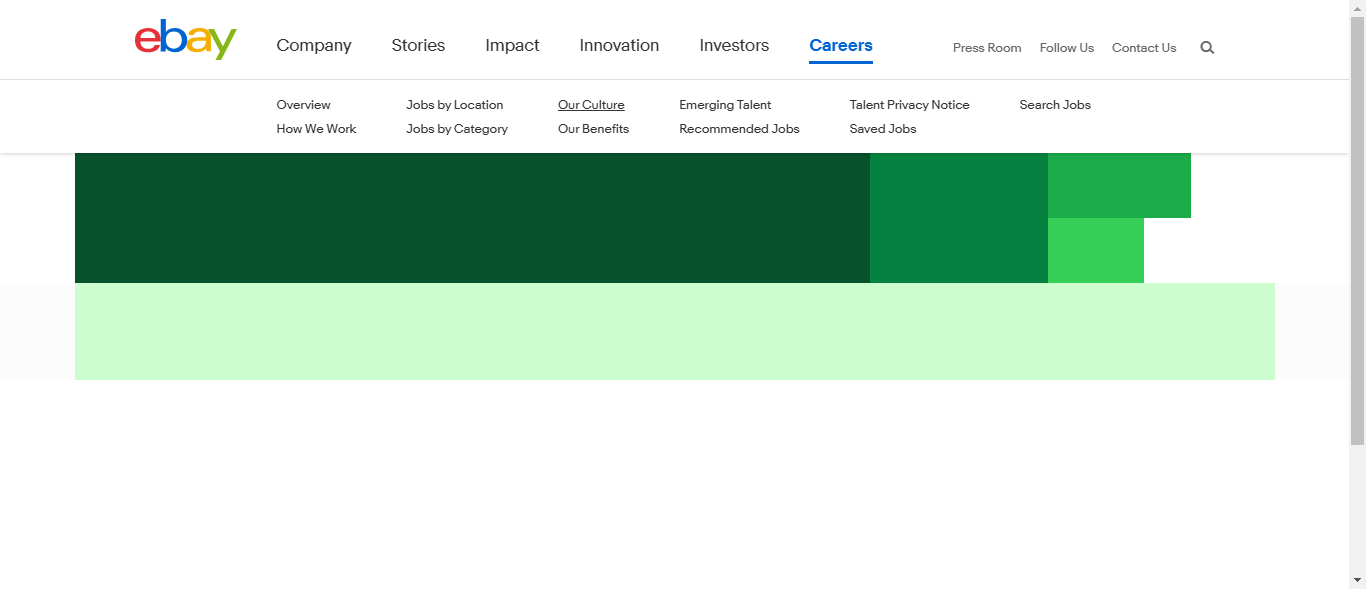 ebay Company Stories Impact Innovation Investors Careers Press Room Follow Us Contact Us
Overview Jobs by Location Our Culture Emerging Talent Talent Privacy Notice Search Jobs
How We Work Jobs by Category Our Benefits Recommended Jobs Saved Jobs